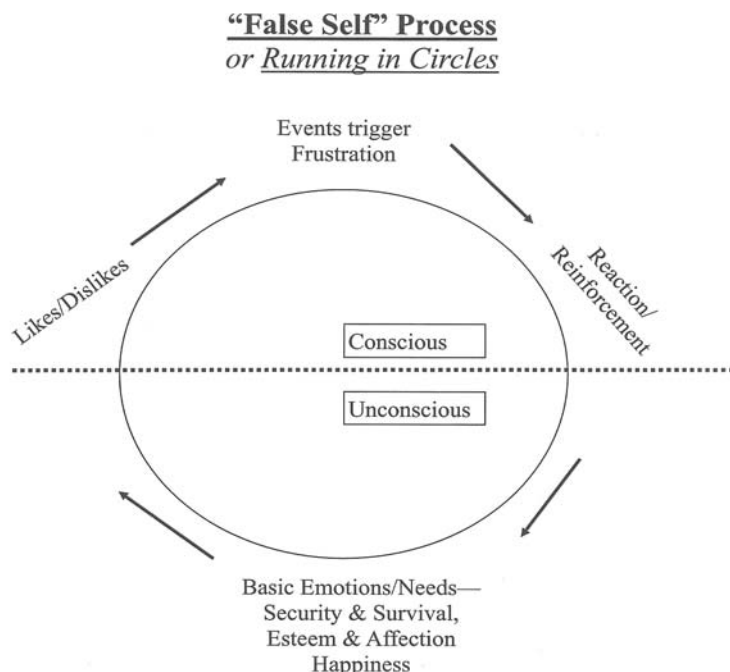 “False Self” Process
or Running in Circles
Events trigger
Frustration
Likes/Dislikes
Reaction/
Reinforcement
Conscious
Unconscious
Basic Emotions/Needs—
Security & Survival,
Esteem & Affection
Happiness